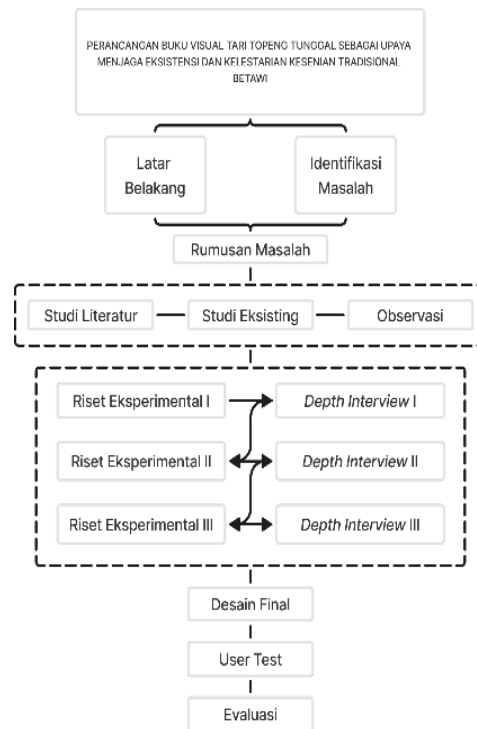 PERANCANGAN BUKU VISUAL TARI TOPENG TUNGGAL SEBAGAI UPAYA
MENJAGA EKSISTENSI DAN KELESTARIAN KESENIAN TRADISIONAL
BETAWI
Latar
Belakang
Identifikasi
Masalah
Rumusan Masalah
Studi Literatur
Studi Eksisting
Observasi
Riset Eksperimental I
Depth Interview I
Riset Eksperimental II
Depth Interview II
Riset Eksperimental III
Depth Interview III
Desain Final
User Test
Evaluasi